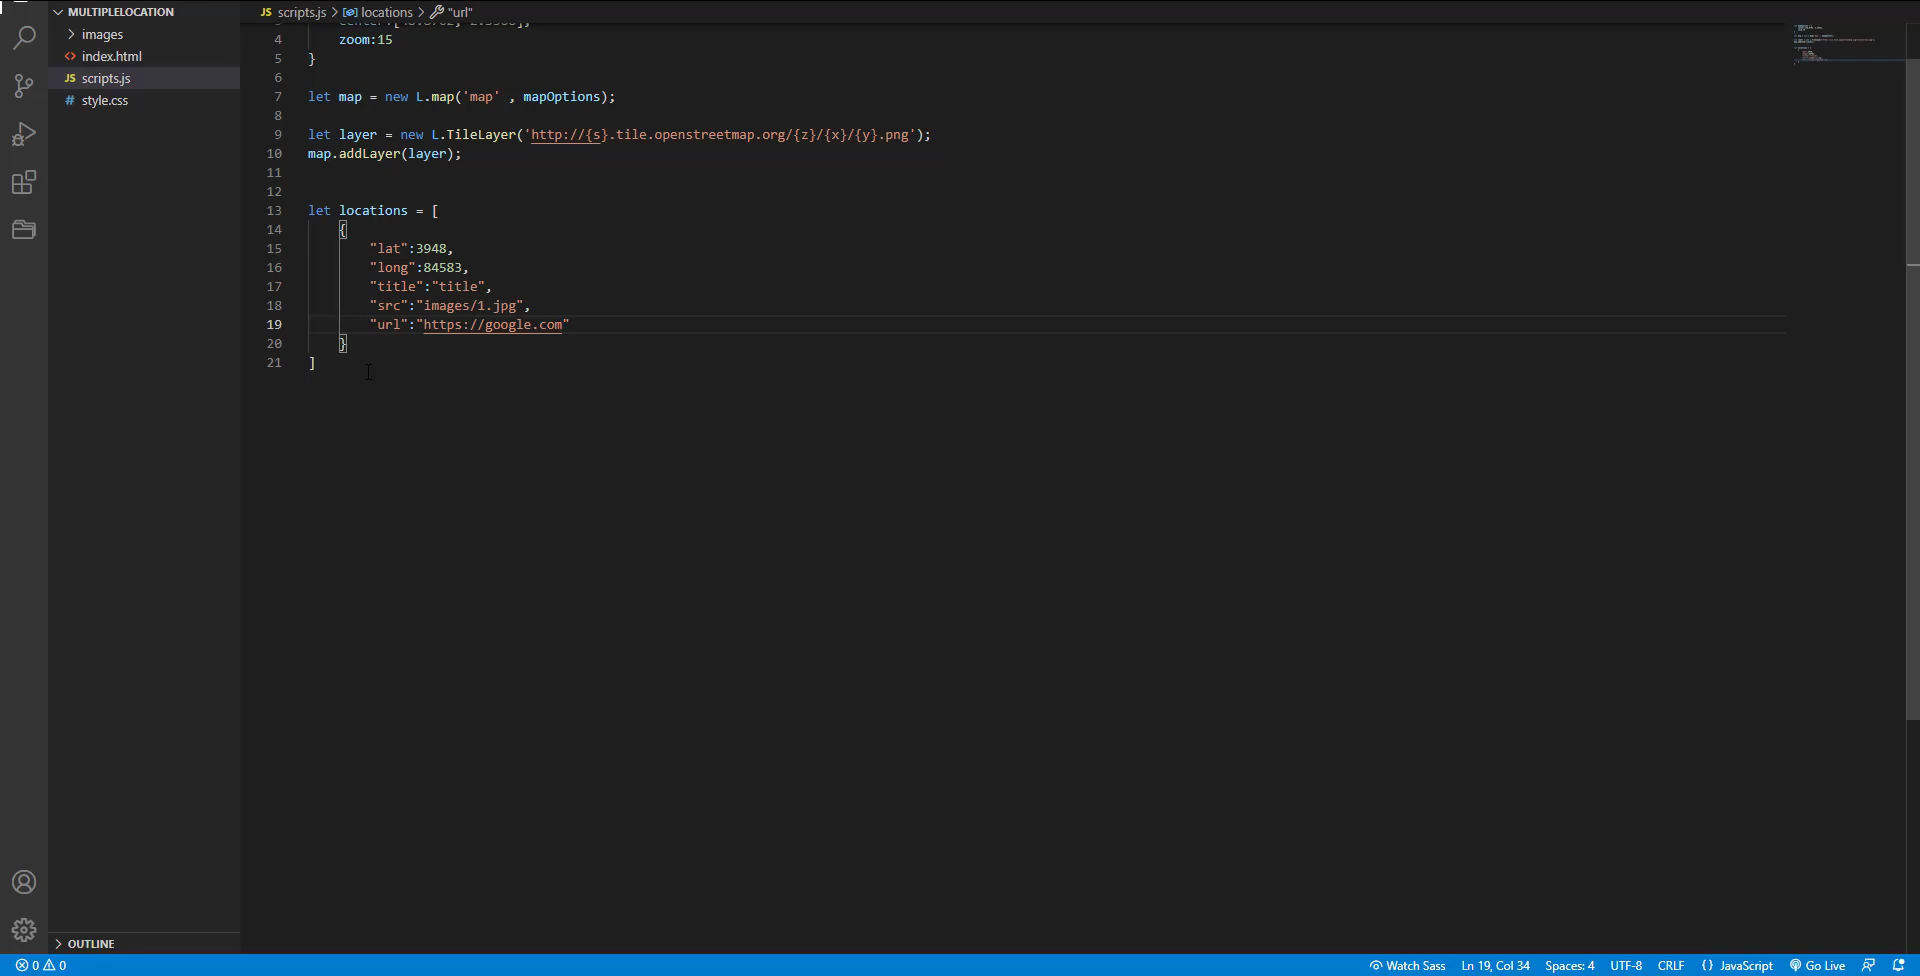 MULTIPLELOCATION
images
index.html
JS scripts.js
# style.css
OUTLINE
JS scripts.js > locations > "url"
4 zoom:15
5 }
6
7 let map = new L.map('map' , mapOptions);
8
9 let layer = new L.TileLayer('http://{s}.tile.openstreetmap.org/{z}/{x}/{y}.png');
10 map.addLayer(layer);
11
12
13 let locations = [
14 {
15 "lat":3948,
16 "long":84583,
17 "title":"title",
18 "src":"images/1.jpg",
19 "url":"https://google.com"
20 }
21 ]
0 0 Watch Sass Ln 19, Col 34 Spaces: 4 UTF-8 CRLF {} JavaScript Go Live